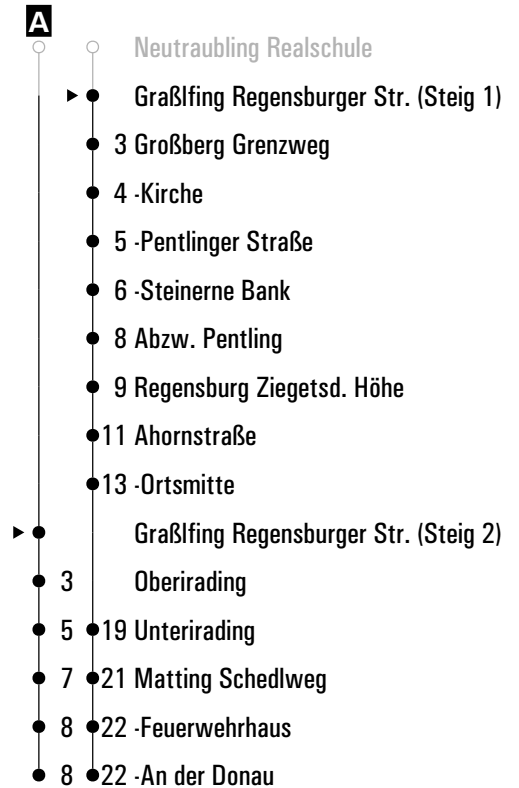 A
Neutraubling Realschule
Graßlfing Regensburger Str. (Steig 1)
3 Großberg Grenzweg
4 -Kirche
5 -Pentlinger Straße
6 -Steinerne Bank
8 Abzw. Pentling
9 Regensburg Ziegetsd. Höhe
11 Ahornstraße
13 -Ortsmitte
Graßlfing Regensburger Str. (Steig 2)
3 Oberirading
5 19 Unterirading
7 21 Matting Schedlweg
8 22 -Feuerwehrhaus
8 22 -An der Donau